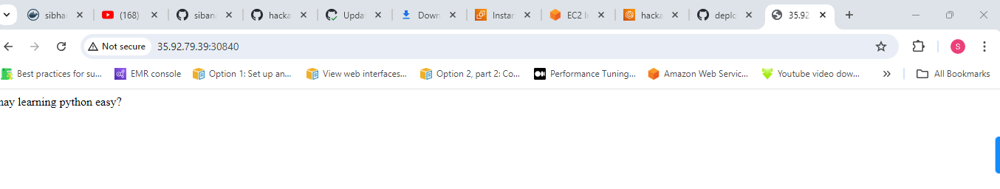 (168)
Not secure 35.92.79.39:30840
Best practices for su... EMR console Option 1: Set up an... View web interfaces... Option 2, part 2: Co... Performance Tuning... Amazon Web Servic... Youtube video dow... » All Bookmarks
learning python easy?
sibha hacka Upda Down Instar EC2 I hacka deplo 35.92
S